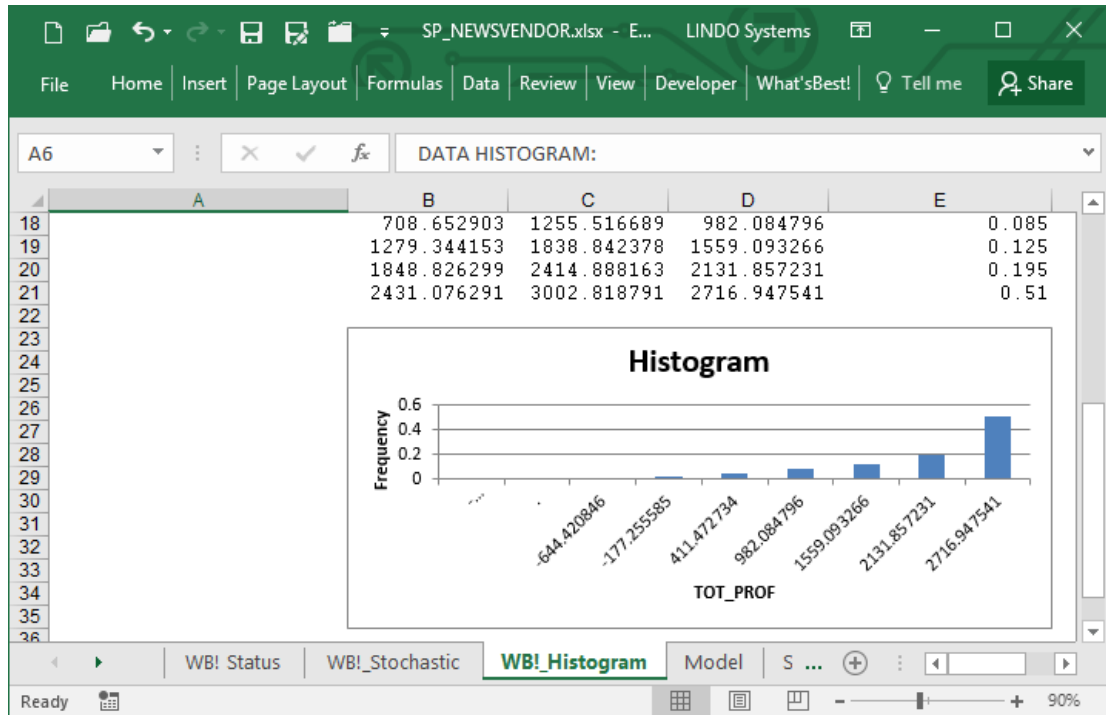 SP_NEWSVENDOR.xlsx - E... LINDO Systems
File Home Insert Page Layout Formulas Data Review View Developer What'sBest! Tell me Share
A6 fx DATA HISTOGRAM:
A B C D E
18 708.652903 1255.516689 982.084796 0.085
19 1279.344153 1838.842378 1559.093266 0.125
20 1848.826299 2414.888163 2131.857231 0.195
21 2431.076291 3002.818791 2716.947541 0.51
22
23
24
25
26
27
28
29
30
31
32
33
34
35
36
Histogram
Frequency
0.6
0.4
0.2
0
-... . -644.420846 -177.255585 411.472734 982.084796 1559.093266 2131.857231 2716.947541
TOT_PROF
WB! Status WB!_Stochastic WB!_Histogram Model S ...
Ready 90%